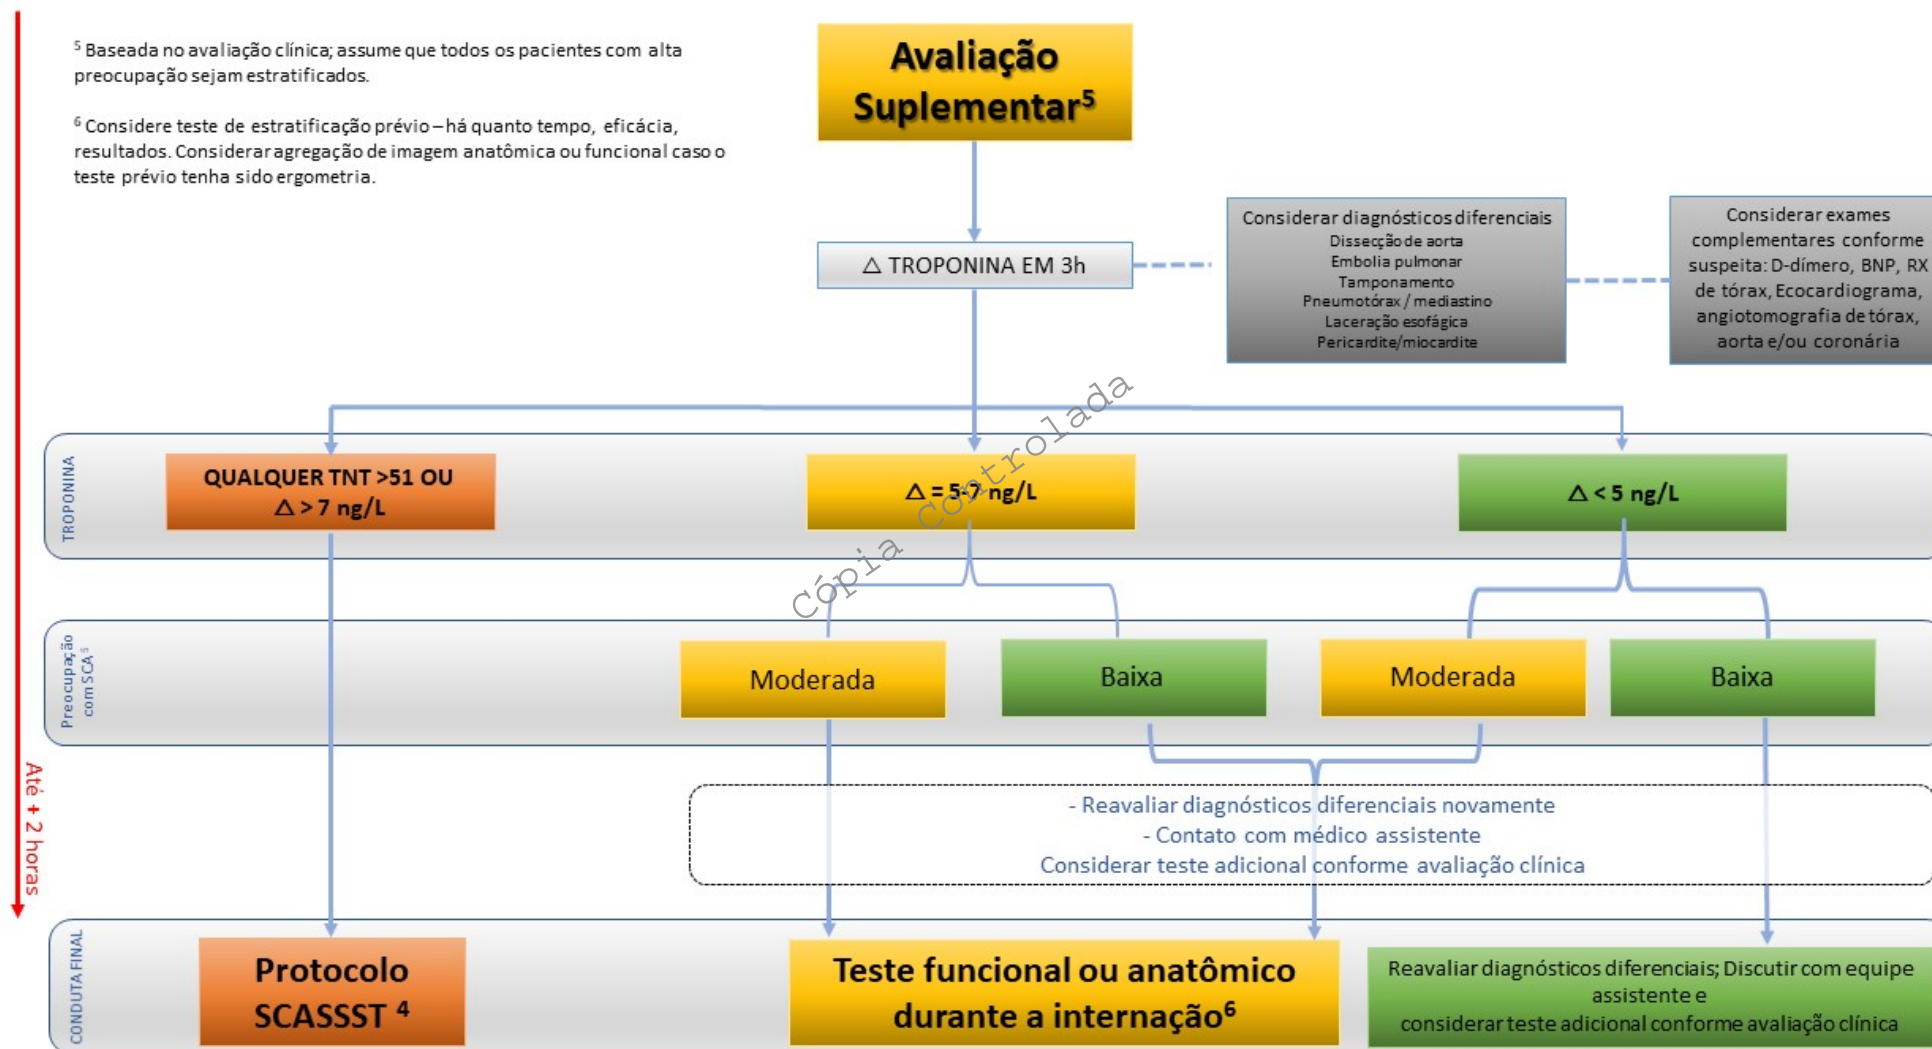 ⁵ Baseada no avaliação clínica; assume que todos os pacientes com alta
preocupação sejam estratificados.
⁶ Considere teste de estratificação prévio – há quanto tempo, eficácia,
resultados. Considerar agregação de imagem anatômica ou funcional caso o
teste prévio tenha sido ergometria.
Avaliação
Suplementar⁵
△ TROPONINA EM 3h
Considerar diagnósticos diferenciais
Dissecção de aorta
Embolia pulmonar
Tamponamento
Pneumotórax / mediastino
Laceração esofágica
Pericardite/miocardite
Considerar exames
complementares conforme
suspeita: D-dímero, BNP, RX
de tórax, Ecocardiograma,
angiotomografia de tórax,
aorta e/ou coronária
TROPONINA
QUALQUER TNT >51 OU
△ > 7 ng/L
△ = 5-7 ng/L
△ < 5 ng/L
Cópia Controlada
Preocupação
com SCA⁵
Moderada
Baixa
Moderada
Baixa
Até + 2 horas
- Reavaliar diagnósticos diferenciais novamente
- Contato com médico assistente
Considerar teste adicional conforme avaliação clínica
CONDUTA FINAL
Protocolo
SCASSST ⁴
Teste funcional ou anatômico
durante a internação⁶
Reavaliar diagnósticos diferenciais; Discutir com equipe
assistente e
considerar teste adicional conforme avaliação clínica